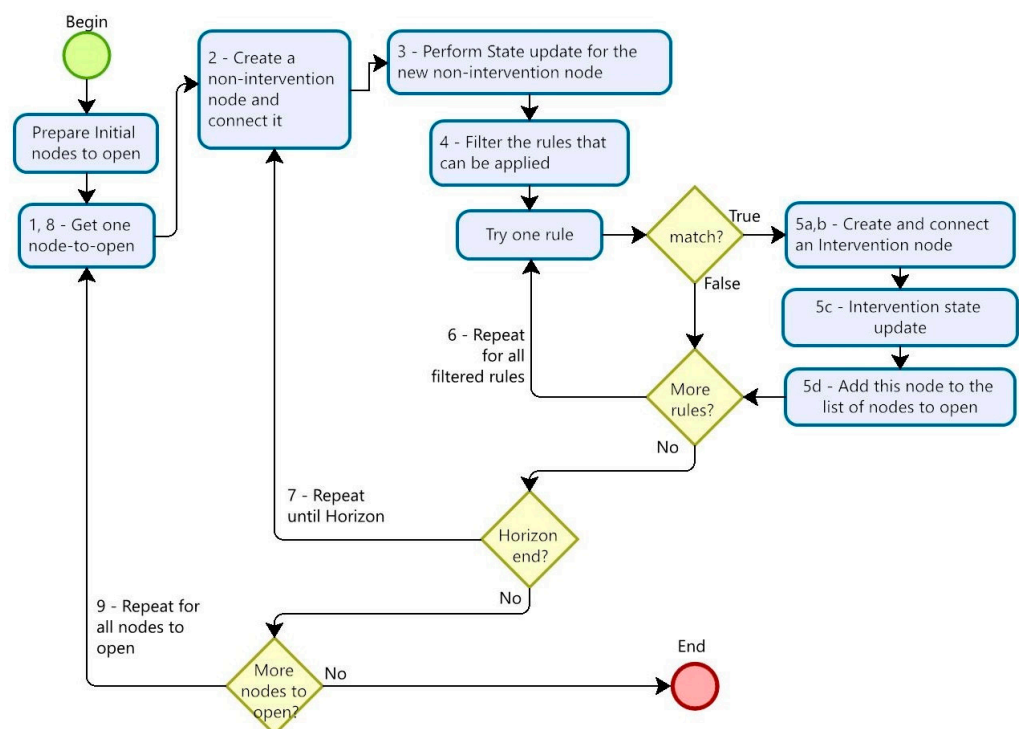 Begin
Prepare Initial
nodes to open
1, 8 - Get one
node-to-open
2 - Create a
non-intervention
node and
connect it
3 - Perform State update for the
new non-intervention node
4 - Filter the rules that
can be applied
Try one rule
match?
True
False
5a,b - Create and connect
an Intervention node
5c - Intervention state
update
5d - Add this node to the
list of nodes to open
6 - Repeat
for all
filtered rules
More
rules?
No
7 - Repeat
until Horizon
Horizon
end?
No
9 - Repeat for
all nodes to
open
More
nodes to
open?
No
End